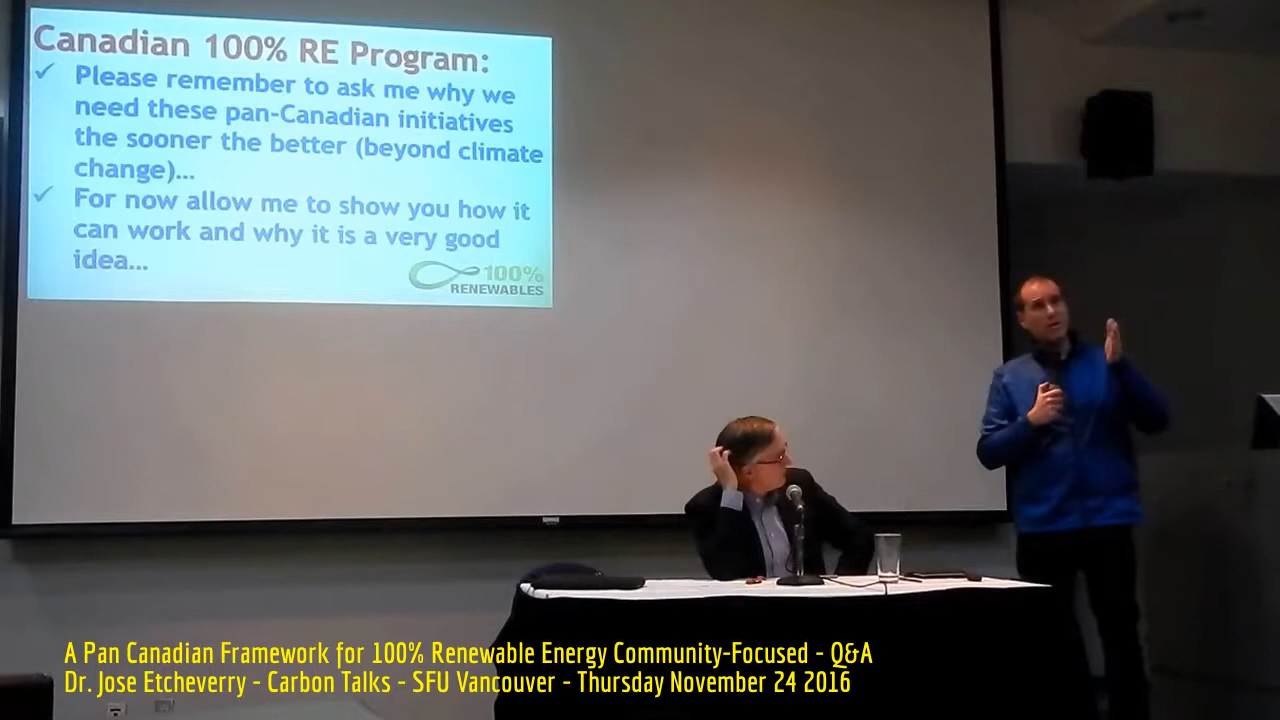 Canadian 100% RE Program:
✓ Please remember to ask me why we
need these pan-Canadian initiatives
the sooner the better (beyond climate
change)...
✓ For now allow me to show you how it
can work and why it is a very good
idea...
100%
RENEWABLES
A Pan Canadian Framework for 100% Renewable Energy Community-Focused - Q&A
Dr. Jose Etcheverry - Carbon Talks - SFU Vancouver - Thursday November 24 2016